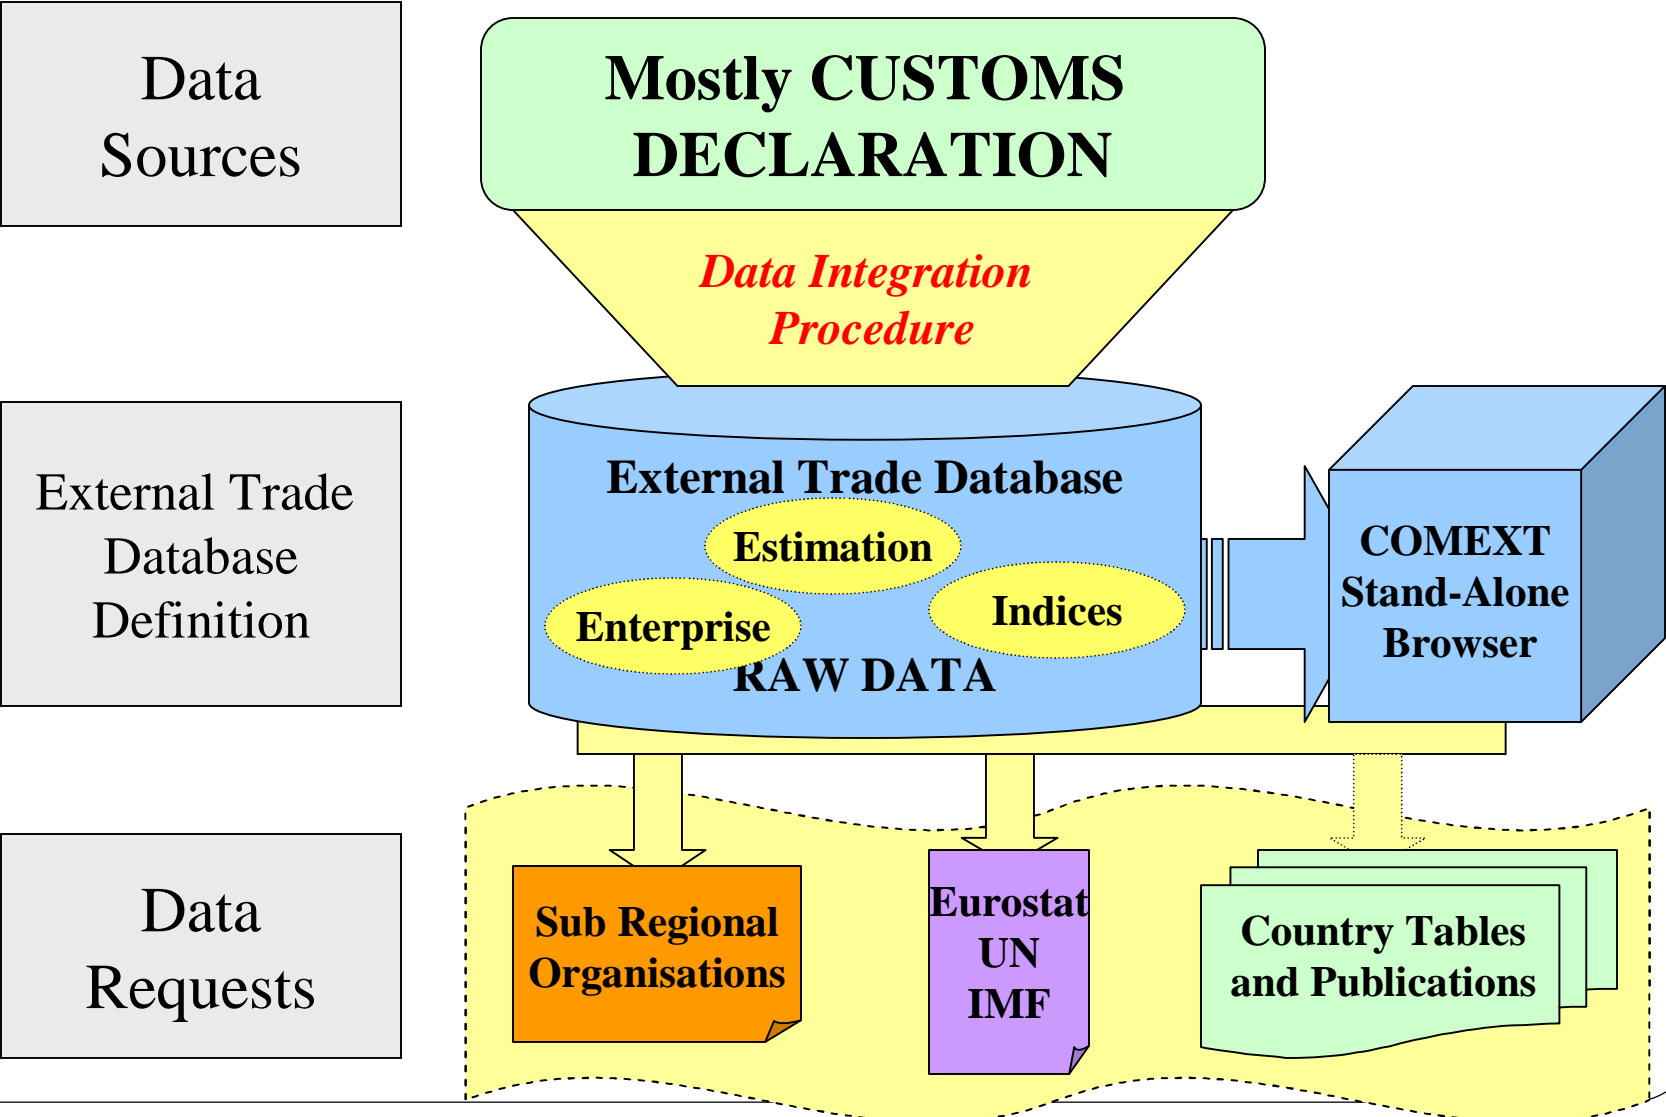 Data
Sources
Mostly CUSTOMS
DECLARATION
Data Integration
Procedure
External Trade
Database
Definition
External Trade Database
Estimation
Enterprise
Indices
RAW DATA
COMEXT
Stand-Alone
Browser
Data
Requests
Sub Regional
Organisations
Eurostat
UN
IMF
Country Tables
and Publications